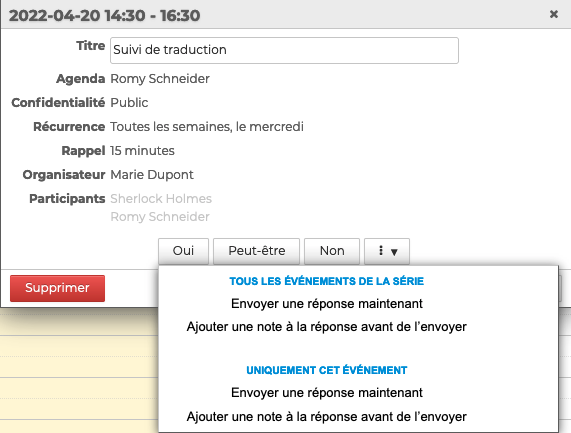 2022-04-20 14:30 - 16:30 ×
Titre Suivi de traduction
Agenda Romy Schneider
Confidentialité Public
Récurrence Toutes les semaines, le mercredi
Rappel 15 minutes
Organisateur Marie Dupont
Participants Sherlock Holmes
Romy Schneider
Oui Peut-être Non
Supprimer
TOUS LES ÉVÉNEMENTS DE LA SÉRIE
Envoyer une réponse maintenant
Ajouter une note à la réponse avant de l’envoyer
UNIQUEMENT CET ÉVÉNEMENT
Envoyer une réponse maintenant
Ajouter une note à la réponse avant de l’envoyer